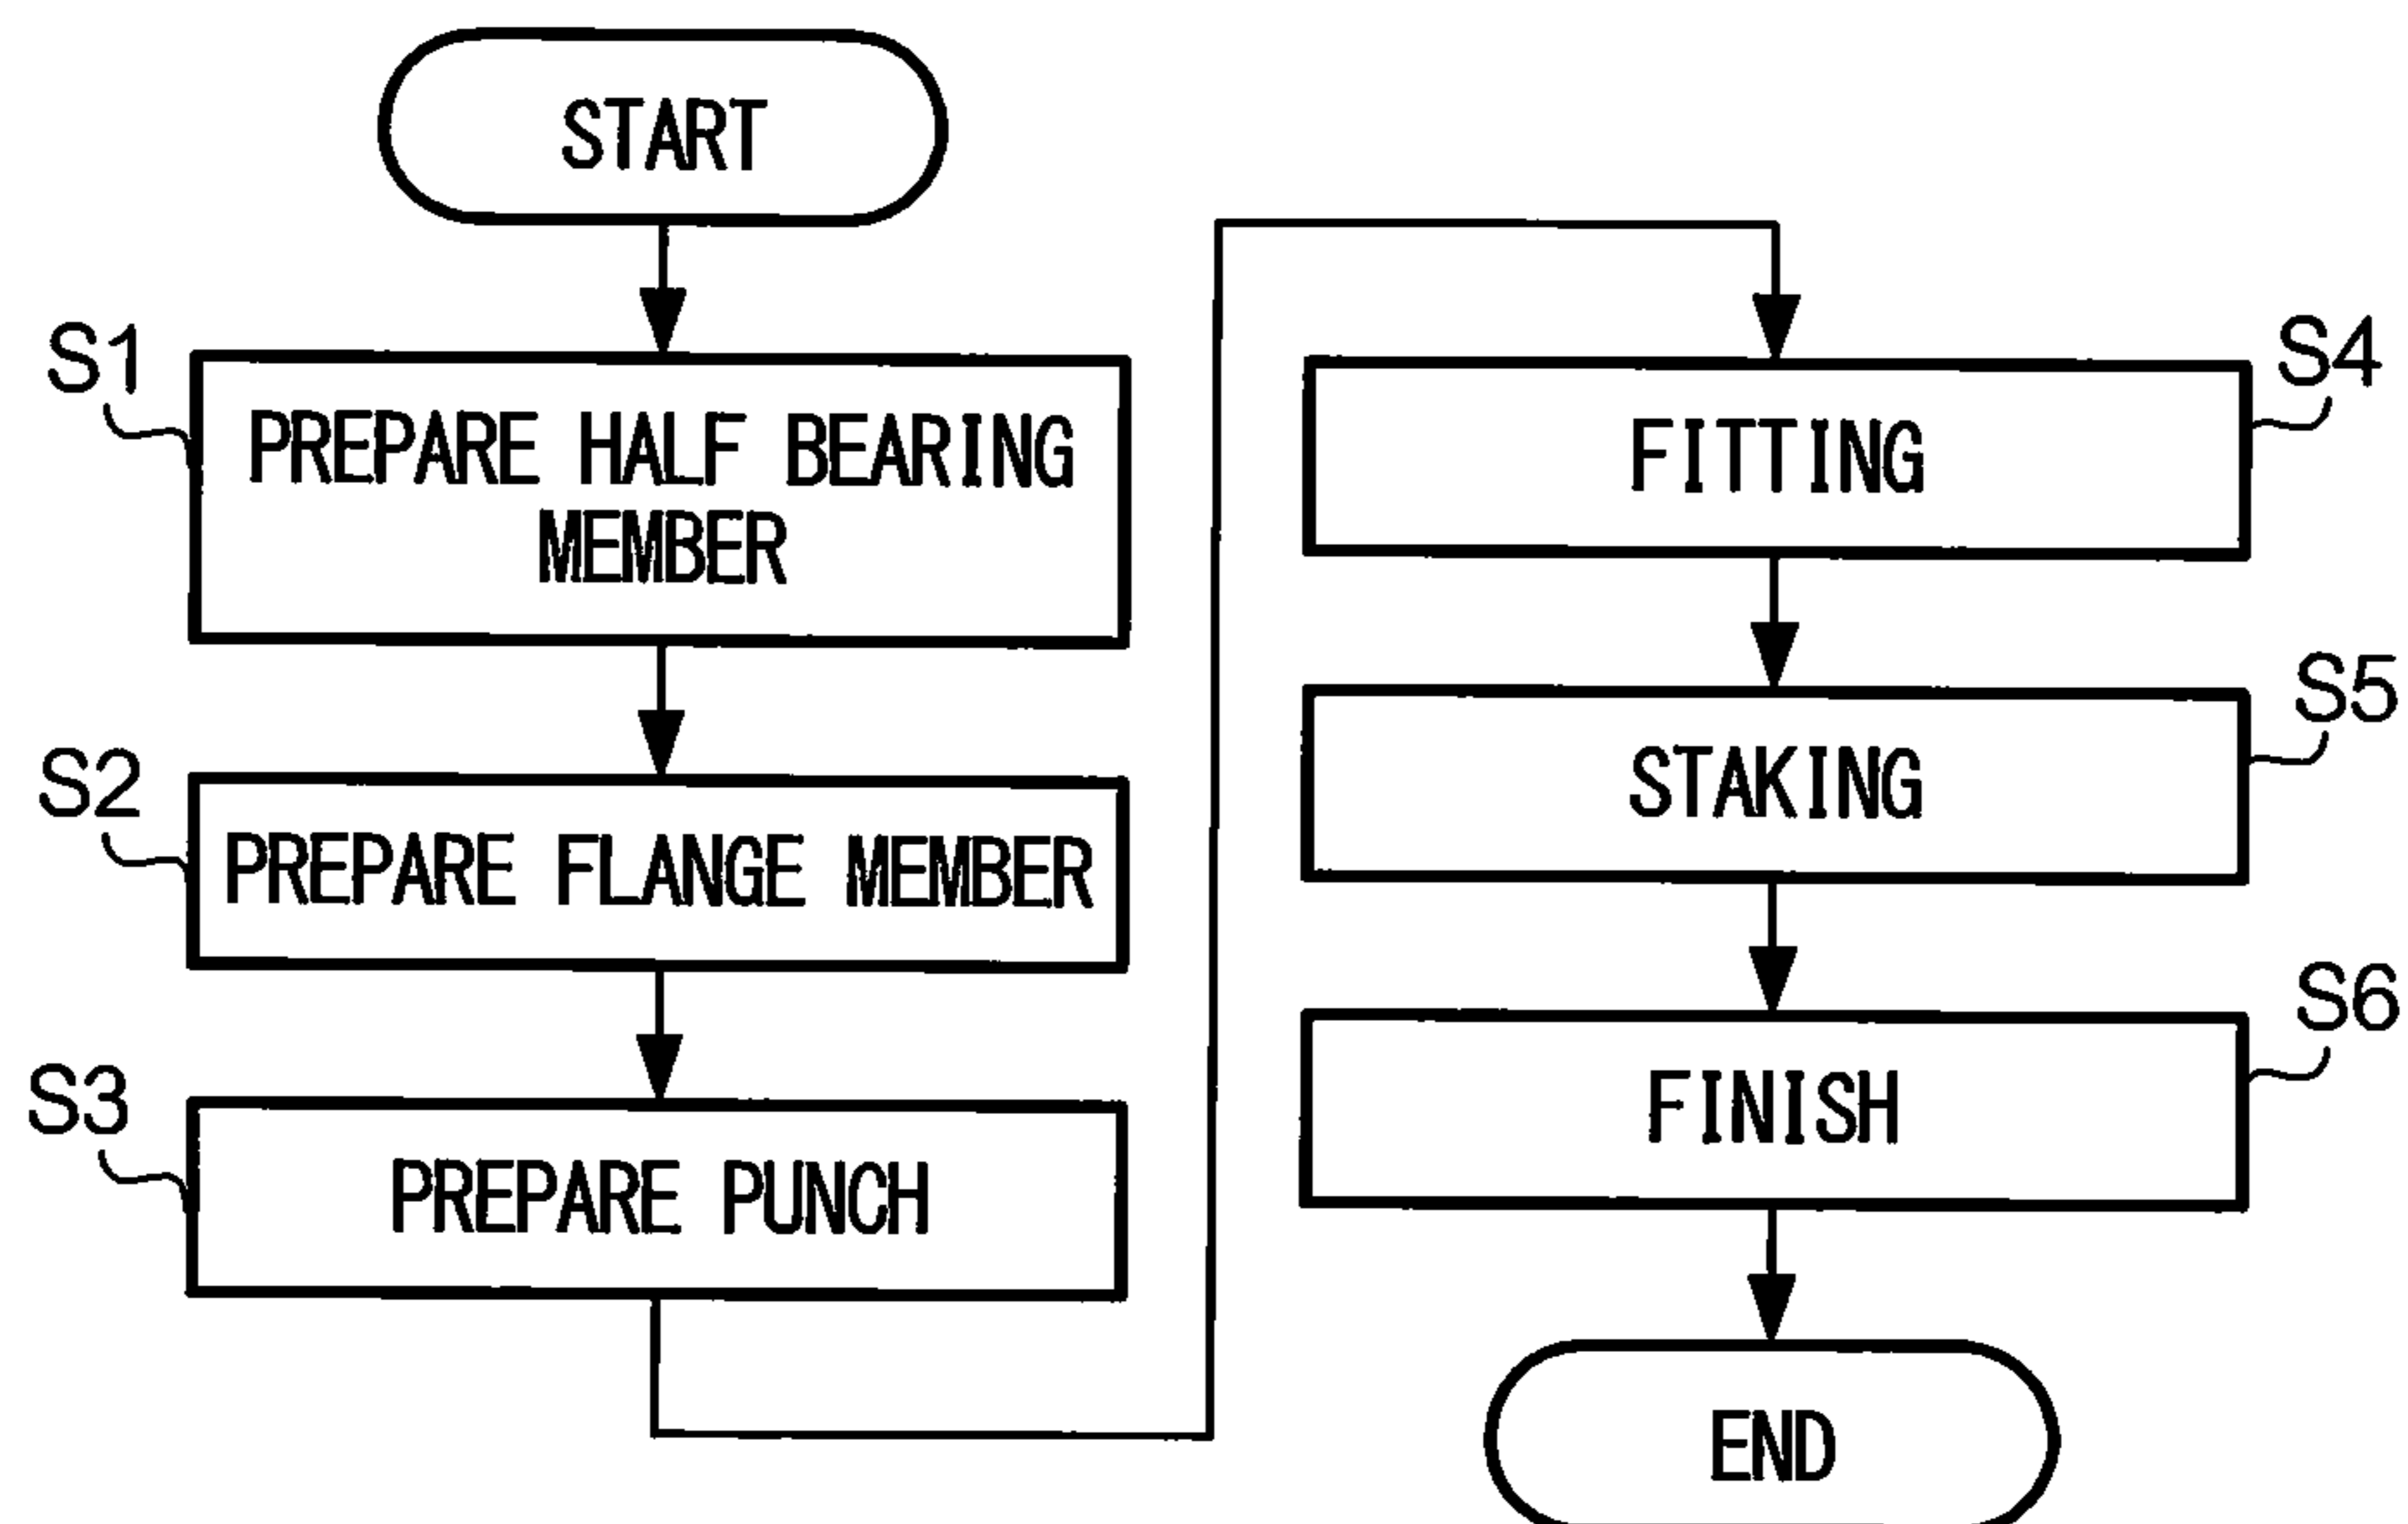 START
S1
PREPARE HALF BEARING
MEMBER
S2
PREPARE FLANGE MEMBER
S3
PREPARE PUNCH
S4
FITTING
S5
STAKING
S6
FINISH
END